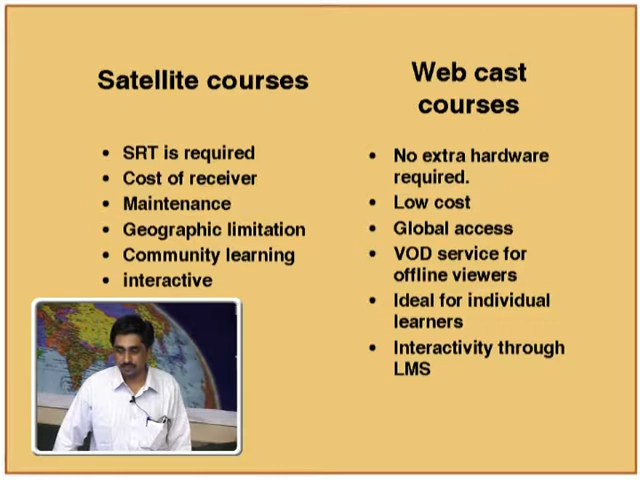 Satellite courses
• SRT is required
• Cost of receiver
• Maintenance
• Geographic limitation
• Community learning
• interactive
Web cast
courses
• No extra hardware
required.
• Low cost
• Global access
• VOD service for
offline viewers
• Ideal for individual
learners
• Interactivity through
LMS